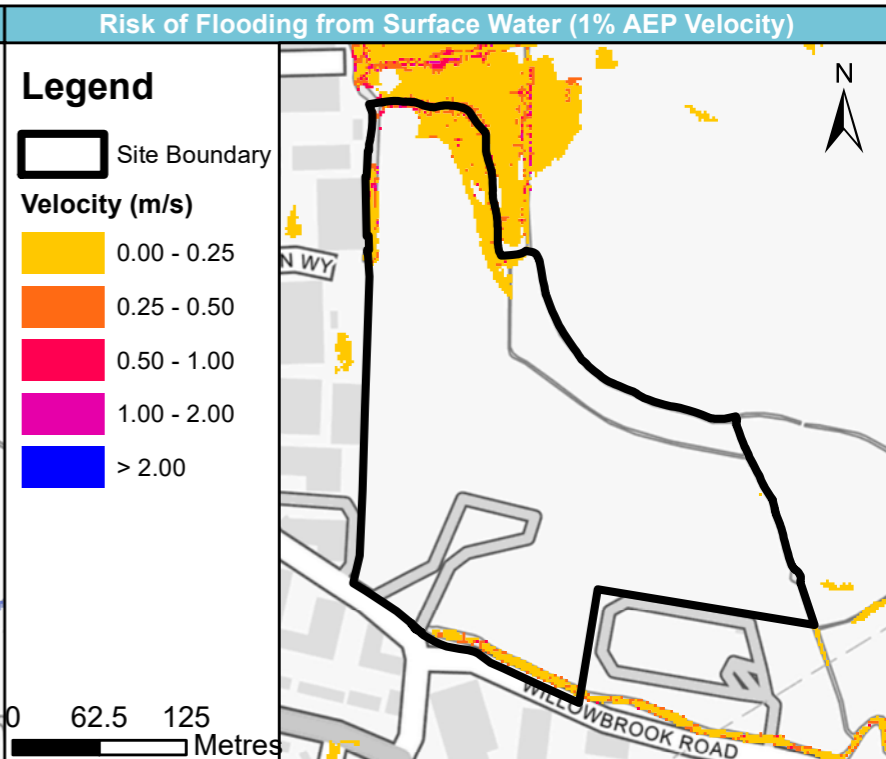 Risk of Flooding from Surface Water (1% AEP Velocity)
Legend
Site Boundary
Velocity (m/s)
0.00 - 0.25
0.25 - 0.50
0.50 - 1.00
1.00 - 2.00
> 2.00
0 62.5 125
Metres
N
N WY
WILLOWBROOK ROAD